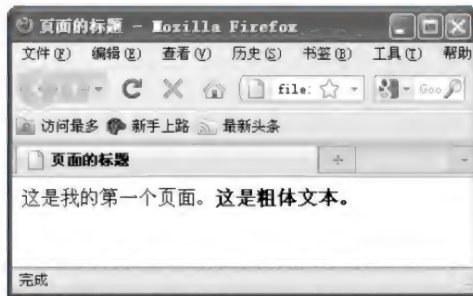 页面的标题 - Mozilla Firefox
文件(F) 编辑(E) 查看(V) 历史(S) 书签(B) 工具(T) 帮助
file: Goo
访问最多 新手上路 最新头条
页面的标题
这是我的第一个页面。这是粗体文本。
完成